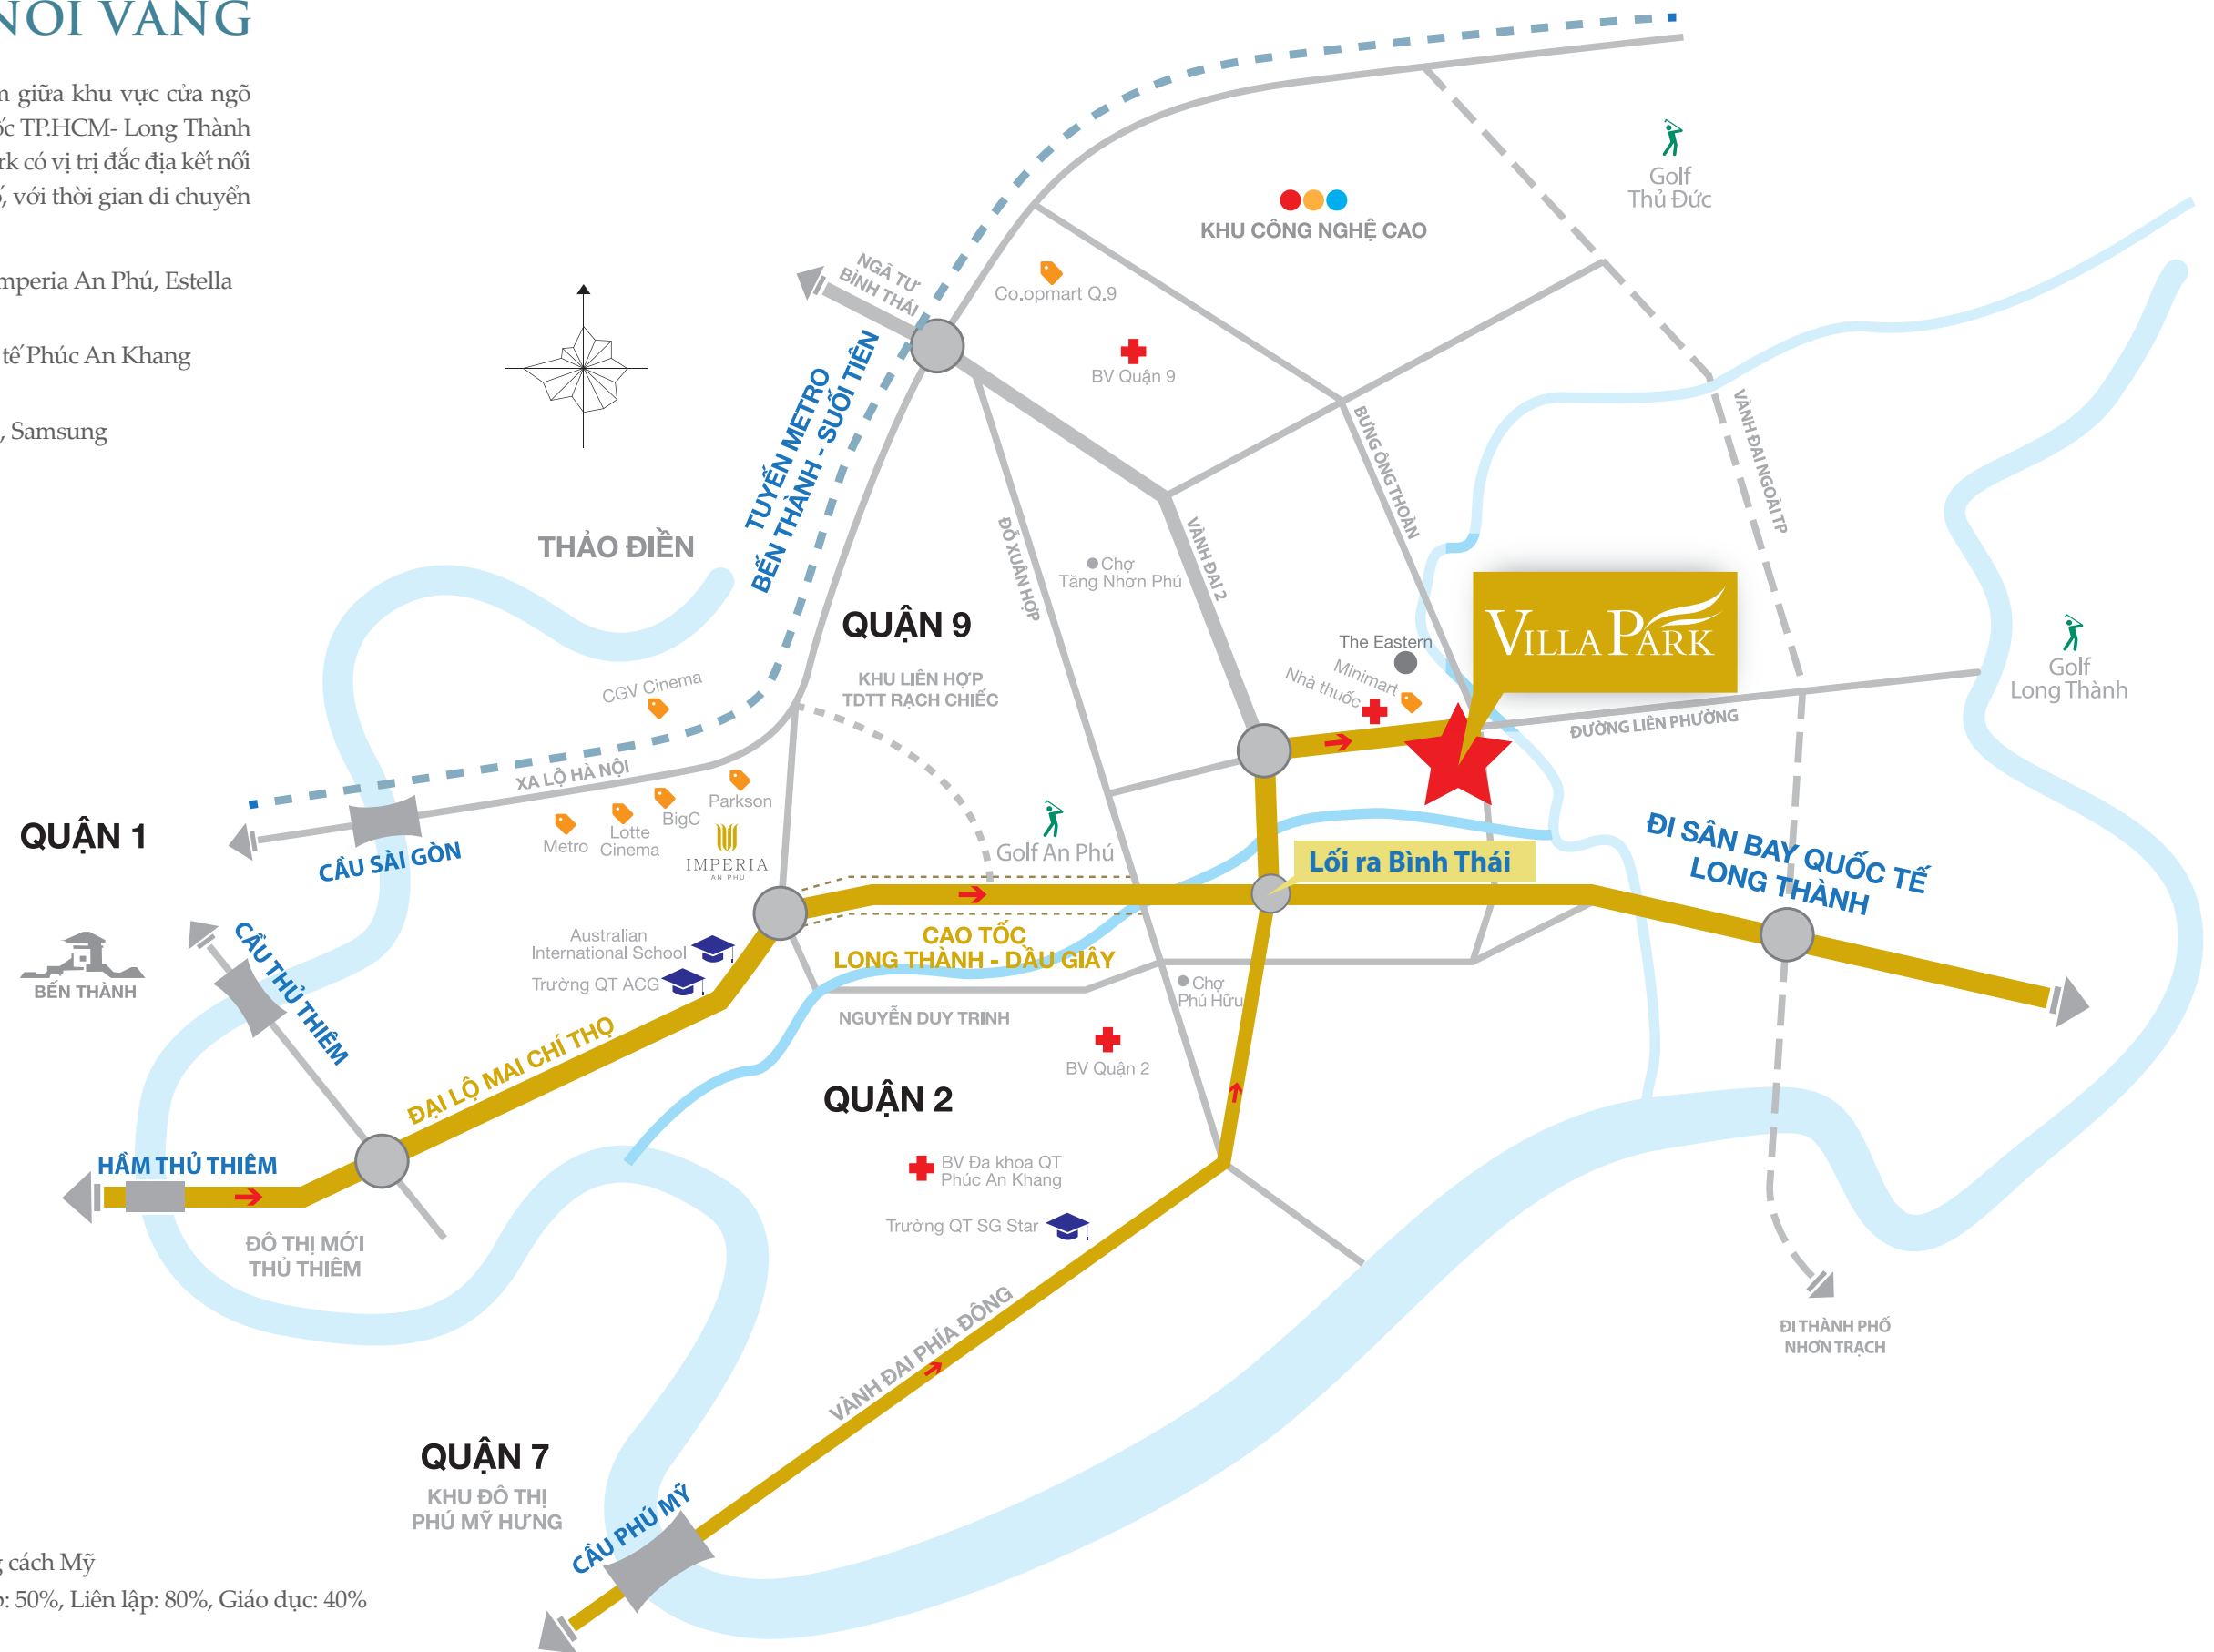 NỐI VÀNG
giữa khu vực cửa ngõ
TP.HCM- Long Thành
có vị trí đắc địa kết nối
với thời gian di chuyển
Imperia An Phú, Estella
tế Phúc An Khang
, Samsung
cách Mỹ
: 50%, Liên lập: 80%, Giáo dục: 40%
Golf
Thủ Đức
KHU CÔNG NGHỆ CAO
NGÃ TƯ
BÌNH THÁI
Co.opmart Q.9
BV Quận 9
TUYẾN METRO
BẾN THÀNH - SUỐI TIÊN
BƯNG ÔNG THOÀN
VÀNH ĐAI NGOÀI TP
THẢO ĐIỀN
ĐỖ XUÂN HỢP
Chợ
Tăng Nhơn Phú
VÀNH ĐAI 2
QUẬN 9
KHU LIÊN HỢP
TDTT RẠCH CHIẾC
The Eastern
Minimart
Nhà thuốc
VILLA PARK
Golf
Long Thành
ĐƯỜNG LIÊN PHƯỜNG
CGV Cinema
XA LỘ HÀ NỘI
Parkson
BigC
Lotte
Cinema
Metro
IMPERIA
AN PHÚ
QUẬN 1
CẦU SÀI GÒN
Golf An Phú
Lối ra Bình Thái
ĐI SÂN BAY QUỐC TẾ
LONG THÀNH
BẾN THÀNH
CẦU THỦ THIÊM
Australian
International School
Trường QT ACG
CAO TỐC
LONG THÀNH - DẦU GIÂY
Chợ
Phú Hữu
NGUYỄN DUY TRINH
BV Quận 2
ĐẠI LỘ MAI CHÍ THỌ
QUẬN 2
HẦM THỦ THIÊM
BV Đa khoa QT
Phúc An Khang
Trường QT SG Star
ĐÔ THỊ MỚI
THỦ THIÊM
VÀNH ĐAI PHÍA ĐÔNG
ĐI THÀNH PHỐ
NHƠN TRẠCH
QUẬN 7
KHU ĐÔ THỊ
PHÚ MỸ HƯNG
CẦU PHÚ MỸ